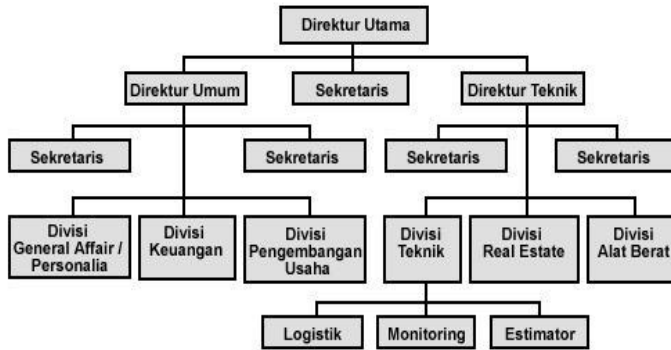 Direktur Utama
Direktur Umum
Sekretaris
Direktur Teknik
Sekretaris
Sekretaris
Sekretaris
Sekretaris
Divisi
General Affair /
Personalia
Divisi
Keuangan
Divisi
Pengembangan
Usaha
Divisi
Teknik
Divisi
Real Estate
Divisi
Alat Berat
Logistik
Monitoring
Estimator